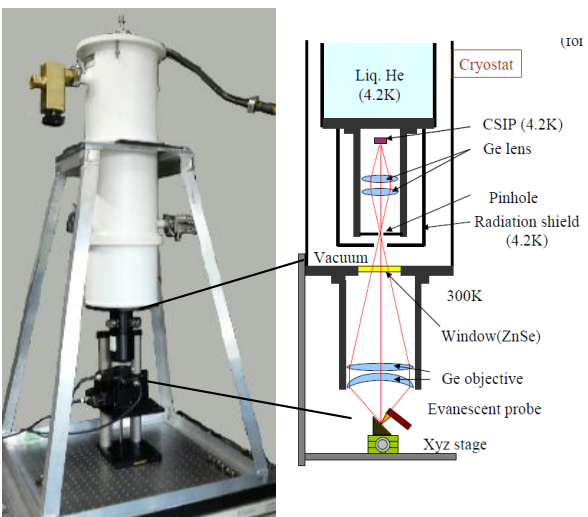 (for
Cryostat
Liq. He
(4.2K)
CSIP (4.2K)
Ge lens
Pinhole
Radiation shield
(4.2K)
Vacuum
300K
Window(ZnSe)
Ge objective
Evanescent probe
Xyz stage